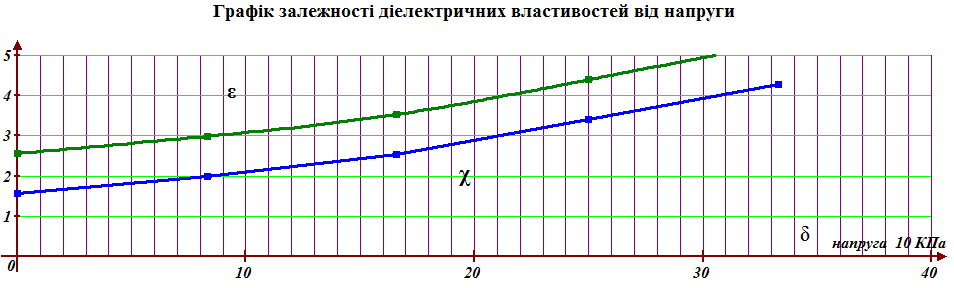 Графік залежності діелектричних властивостей від напруги
5
ε
4
3
2
χ
1
δ
напруга 10 КПа
0
10
20
30
40